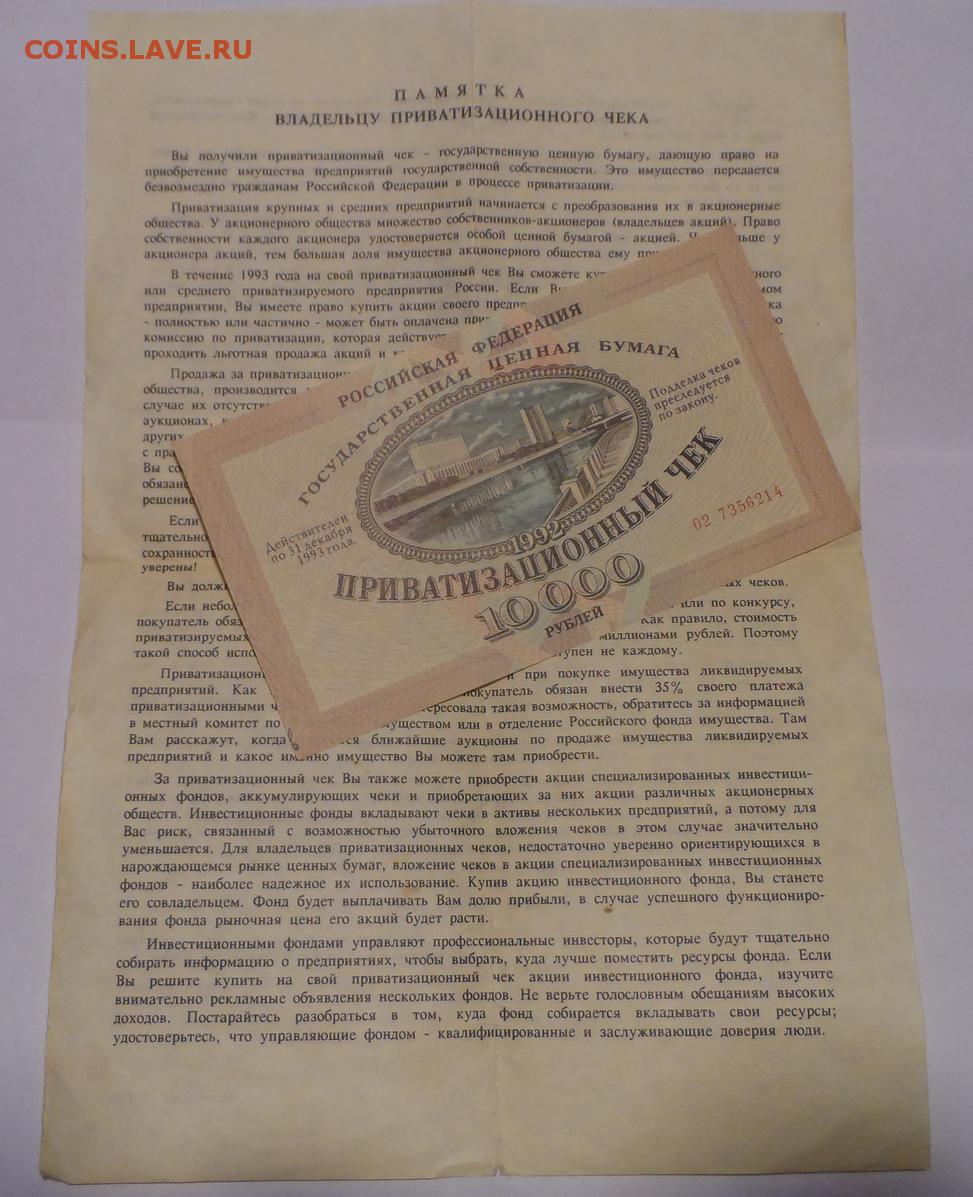 COINS.LAVE.RU
ПАМЯТКА
ВЛАДЕЛЬЦУ ПРИВАТИЗАЦИОННОГО ЧЕКА
Вы получили приватизационный чек - государственную ценную бумагу, дающую право на
приобретение имущества предприятий государственной собственности. Это имущество передается
безвозмездно гражданам Российской Федерации в процессе приватизации.
Приватизация крупных и средних предприятий начинается с преобразования их в акционерные
общества. У акционерного общества множество собственников-акционеров (владельцев акций). Право
собственности каждого акционера удостоверяется особой ценной бумагой - акцией.
акционера акций, тем большая доля имущества акционерного общества ему
В течение 1993 года на свой приватизационный чек Вы сможете
или среднего приватизируемого предприятия России. Если
предприятии, Вы имеете право купить акции своего
- полностью или частично - может быть оплачена
комиссию по приватизации, которая действует
проходить льготная продажа акций и
Продажа за
общества, производится
случае их
аукционах,
других
Вы
Если
уверены!
РОССИЙСКАЯ ФЕДЕРАЦИЯ
ГОСУДАРСТВЕННАЯ ЦЕННАЯ БУМАГА
Подделка чеков
преследуется
по закону.
Действителен
по 31 декабря
1993 года.
1992
ПРИВАТИЗАЦИОННЫЙ ЧЕК
02 7356214
10 000
РУБЛЕЙ
Вы чеков.
Если или по конкурсу,
покупатель Как правило, стоимость
приватизируемых миллионами рублей. Поэтому
такой способ не каждому.
при покупке имущества ликвидируемых
предприятий. Как покупатель обязан внести 35% своего платежа
приватизационными такая возможность, обратитесь за информацией
в местный комитет по или в отделение Российского фонда имущества. Там
Вам расскажут, когда ближайшие аукционы по продаже имущества ликвидируемых
предприятий и какое именно имущество Вы можете там приобрести.
За приватизационный чек Вы также можете приобрести акции специализированных инвестици-
онных фондов, аккумулирующих чеки и приобретающих за них акции различных акционерных
обществ. Инвестиционные фонды вкладывают чеки в активы нескольких предприятий, а потому для
Вас риск, связанный с возможностью убыточного вложения чеков в этом случае значительно
уменьшается. Для владельцев приватизационных чеков, недостаточно уверенно ориентирующихся в
нарождающемся рынке ценных бумаг, вложение чеков в акции специализированных инвестиционных
фондов - наиболее надежное их использование. Купив акцию инвестиционного фонда, Вы станете
его совладельцем. Фонд будет выплачивать Вам долю прибыли, в случае успешного функциониро-
вания фонда рыночная цена его акций будет расти.
Инвестиционными фондами управляют профессиональные инвесторы, которые будут тщательно
собирать информацию о предприятиях, чтобы выбрать, куда лучше поместить ресурсы фонда. Если
Вы решите купить на свой приватизационный чек акции инвестиционного фонда, изучите
внимательно рекламные объявления нескольких фондов. Не верьте голословным обещаниям высоких
доходов. Постарайтесь разобраться в том, куда фонд собирается вкладывать свои ресурсы;
удостоверьтесь, что управляющие фондом - квалифицированные и заслуживающие доверия люди.